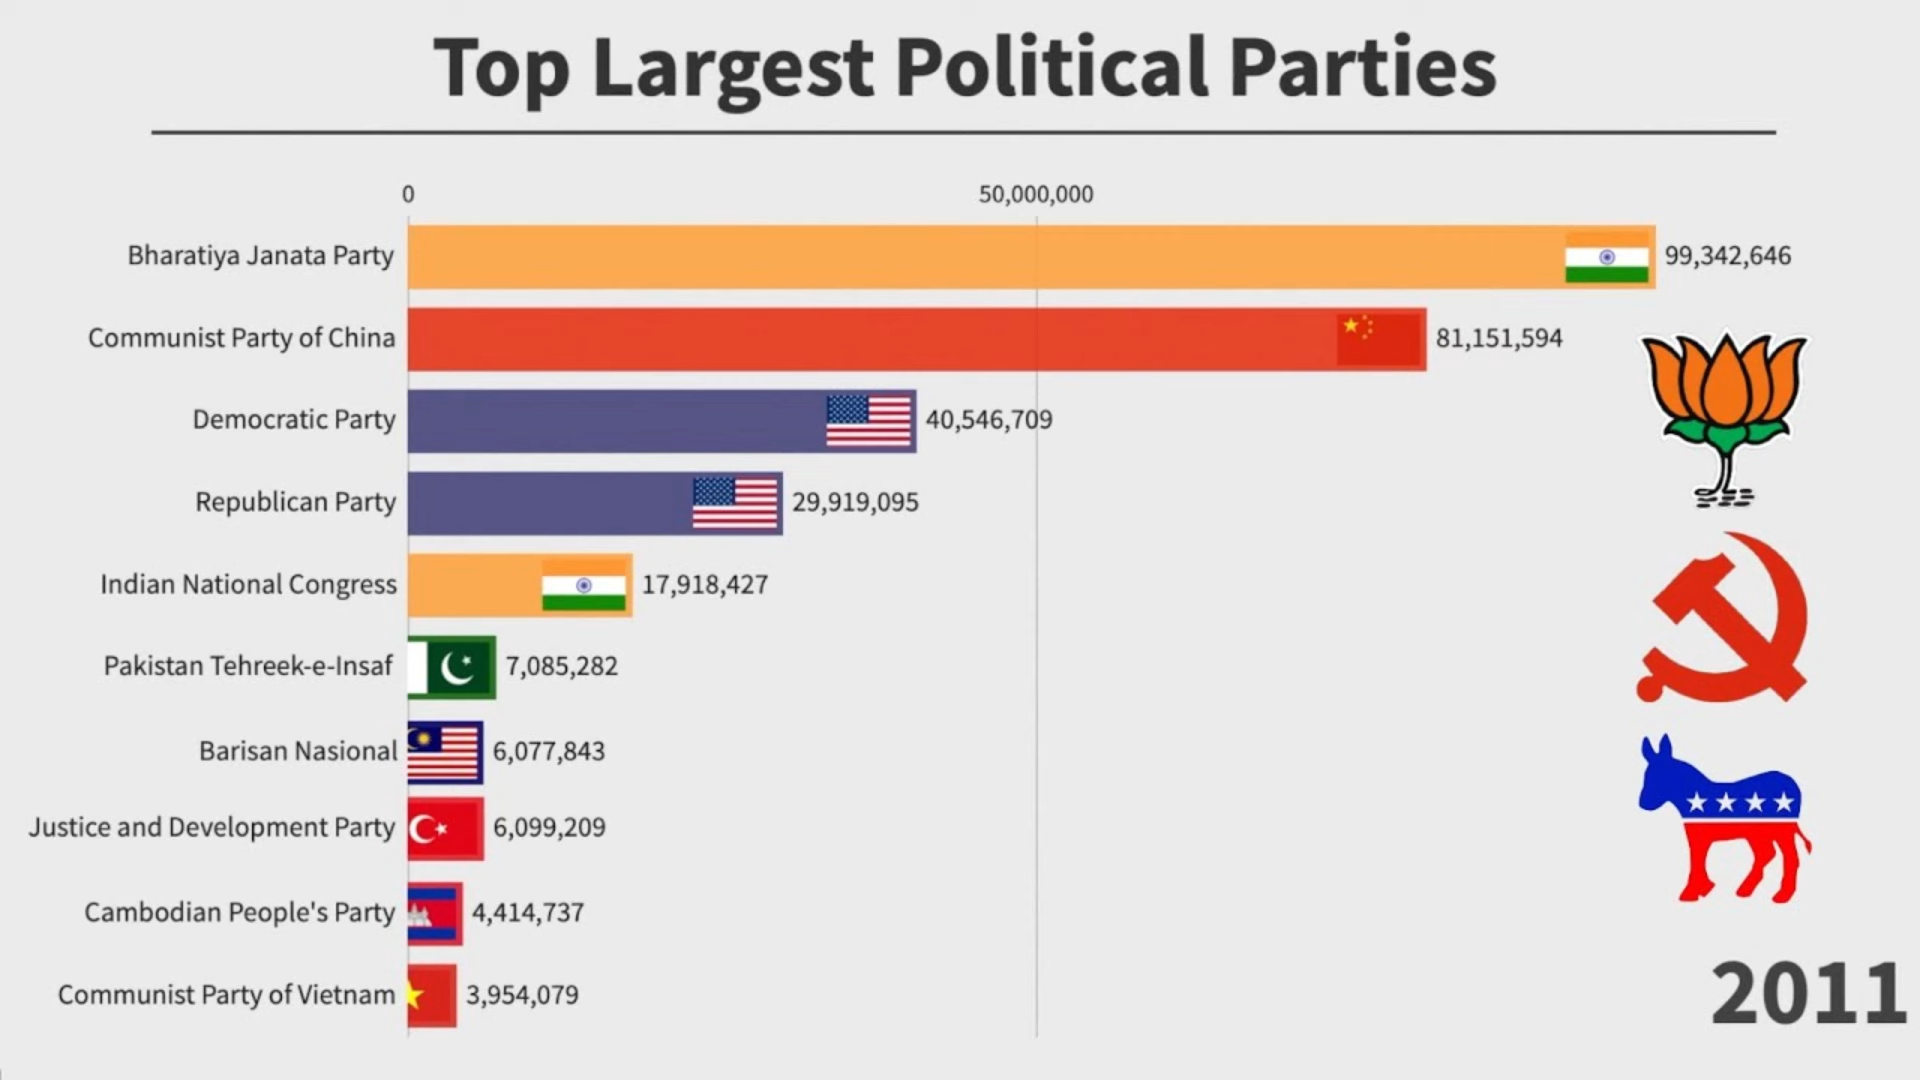 Top Largest Political Parties
0 50,000,000
Bharatiya Janata Party 99,342,646
Communist Party of China 81,151,594
Democratic Party 40,546,709
Republican Party 29,919,095
Indian National Congress 17,918,427
Pakistan Tehreek-e-Insaf 7,085,282
Barisan Nasional 6,077,843
Justice and Development Party 6,099,209
Cambodian People's Party 4,414,737
Communist Party of Vietnam 3,954,079
2011